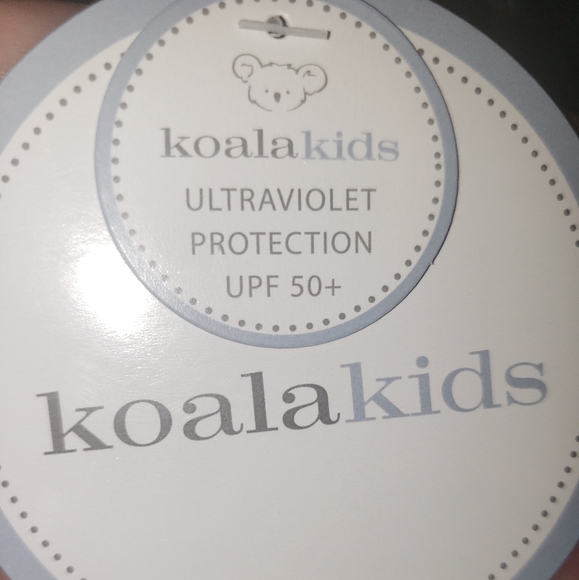 koalakids
ULTRAVIOLET
PROTECTION
UPF 50+
koalakids